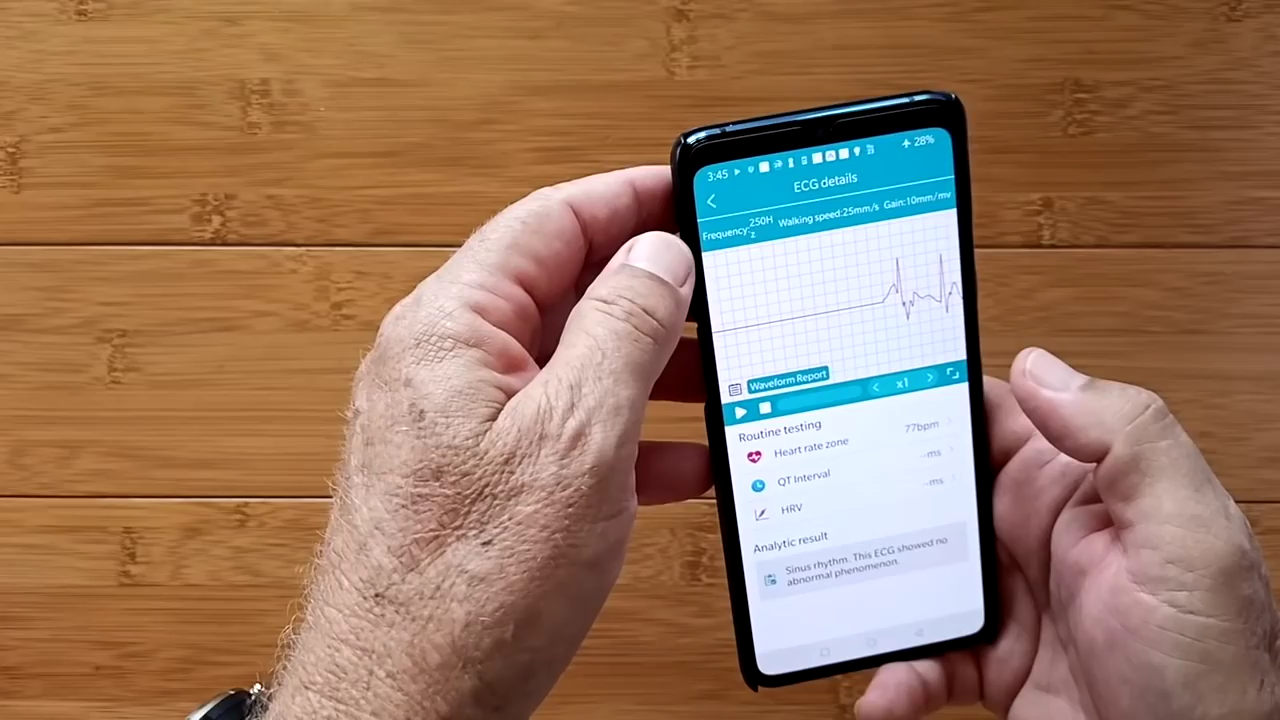 3:45 28%
ECG details
Frequency: 250H
z Walking speed:25mm/s Gain:10mm/mv
Waveform Report
x1
Routine testing
Heart rate zone 77bpm
QT Interval --ms
HRV --ms
Analytic result
Sinus rhythm. This ECG showed no
abnormal phenomenon.